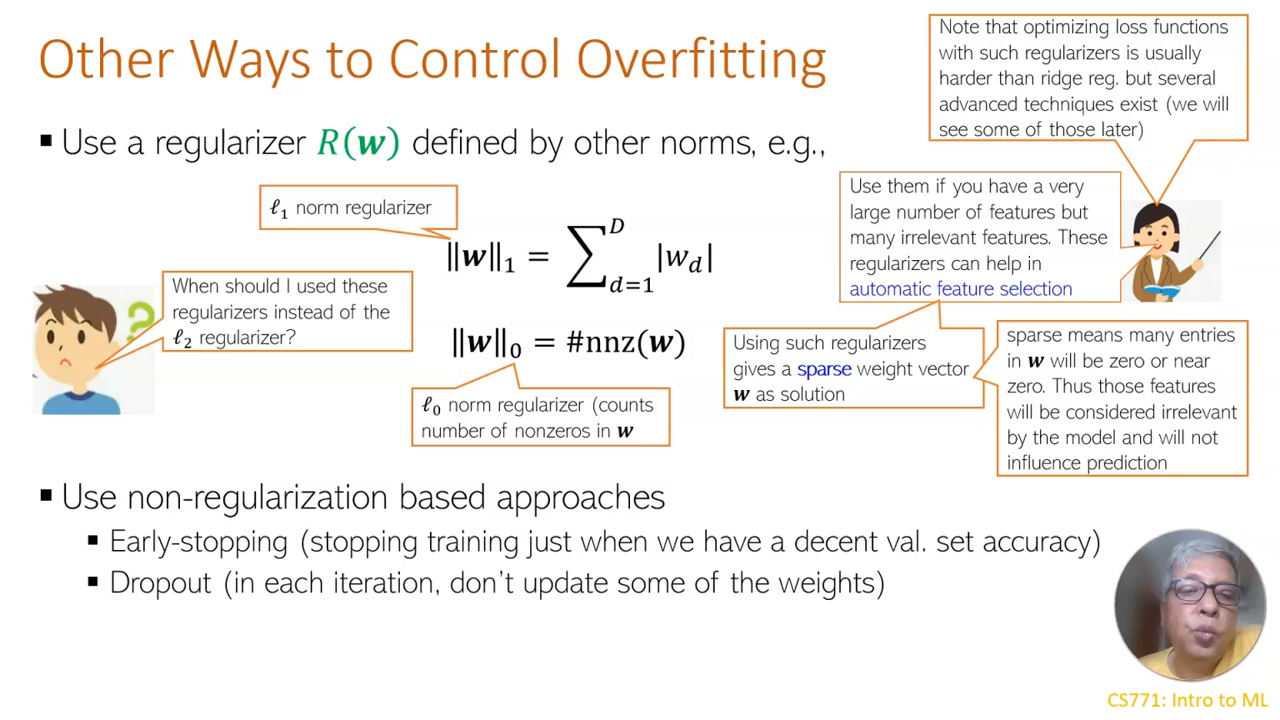 Other Ways to Control Overfitting
Note that optimizing loss functions
with such regularizers is usually
harder than ridge reg. but several
advanced techniques exist (we will
see some of those later)
▪ Use a regularizer R(w) defined by other norms, e.g.,
ℓ₁ norm regularizer
‖w‖₁ = ∑_{d=1}^{D} |w_d|
Use them if you have a very
large number of features but
many irrelevant features. These
regularizers can help in
automatic feature selection
When should I used these
regularizers instead of the
ℓ₂ regularizer?
‖w‖₀ = #nnz(w)
ℓ₀ norm regularizer (counts
number of nonzeros in w
Using such regularizers
gives a sparse weight vector
w as solution
sparse means many entries
in w will be zero or near
zero. Thus those features
will be considered irrelevant
by the model and will not
influence prediction
▪ Use non-regularization based approaches
▪ Early-stopping (stopping training just when we have a decent val. set accuracy)
▪ Dropout (in each iteration, don't update some of the weights)
CS771: Intro to ML